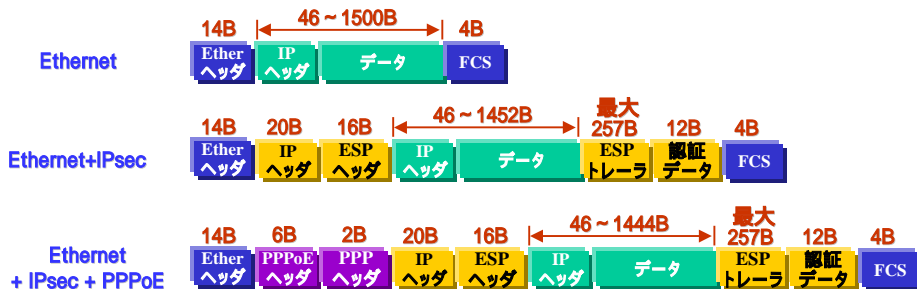 46～1500B
14B
4B
Ethernet
Ether
ヘッダ
IP
ヘッダ
データ
FCS
最大
46～1452B
14B
20B
16B
257B
12B
4B
Ethernet+IPsec
Ether
ヘッダ
IP
ヘッダ
ESP
ヘッダ
IP
ヘッダ
データ
ESP
トレーラ
認証
データ
FCS
最大
46～1444B
14B
6B
2B
20B
16B
257B
12B
4B
Ethernet
+ IPsec + PPPoE
Ether
ヘッダ
PPPoE
ヘッダ
PPP
ヘッダ
IP
ヘッダ
ESP
ヘッダ
IP
ヘッダ
データ
ESP
トレーラ
認証
データ
FCS